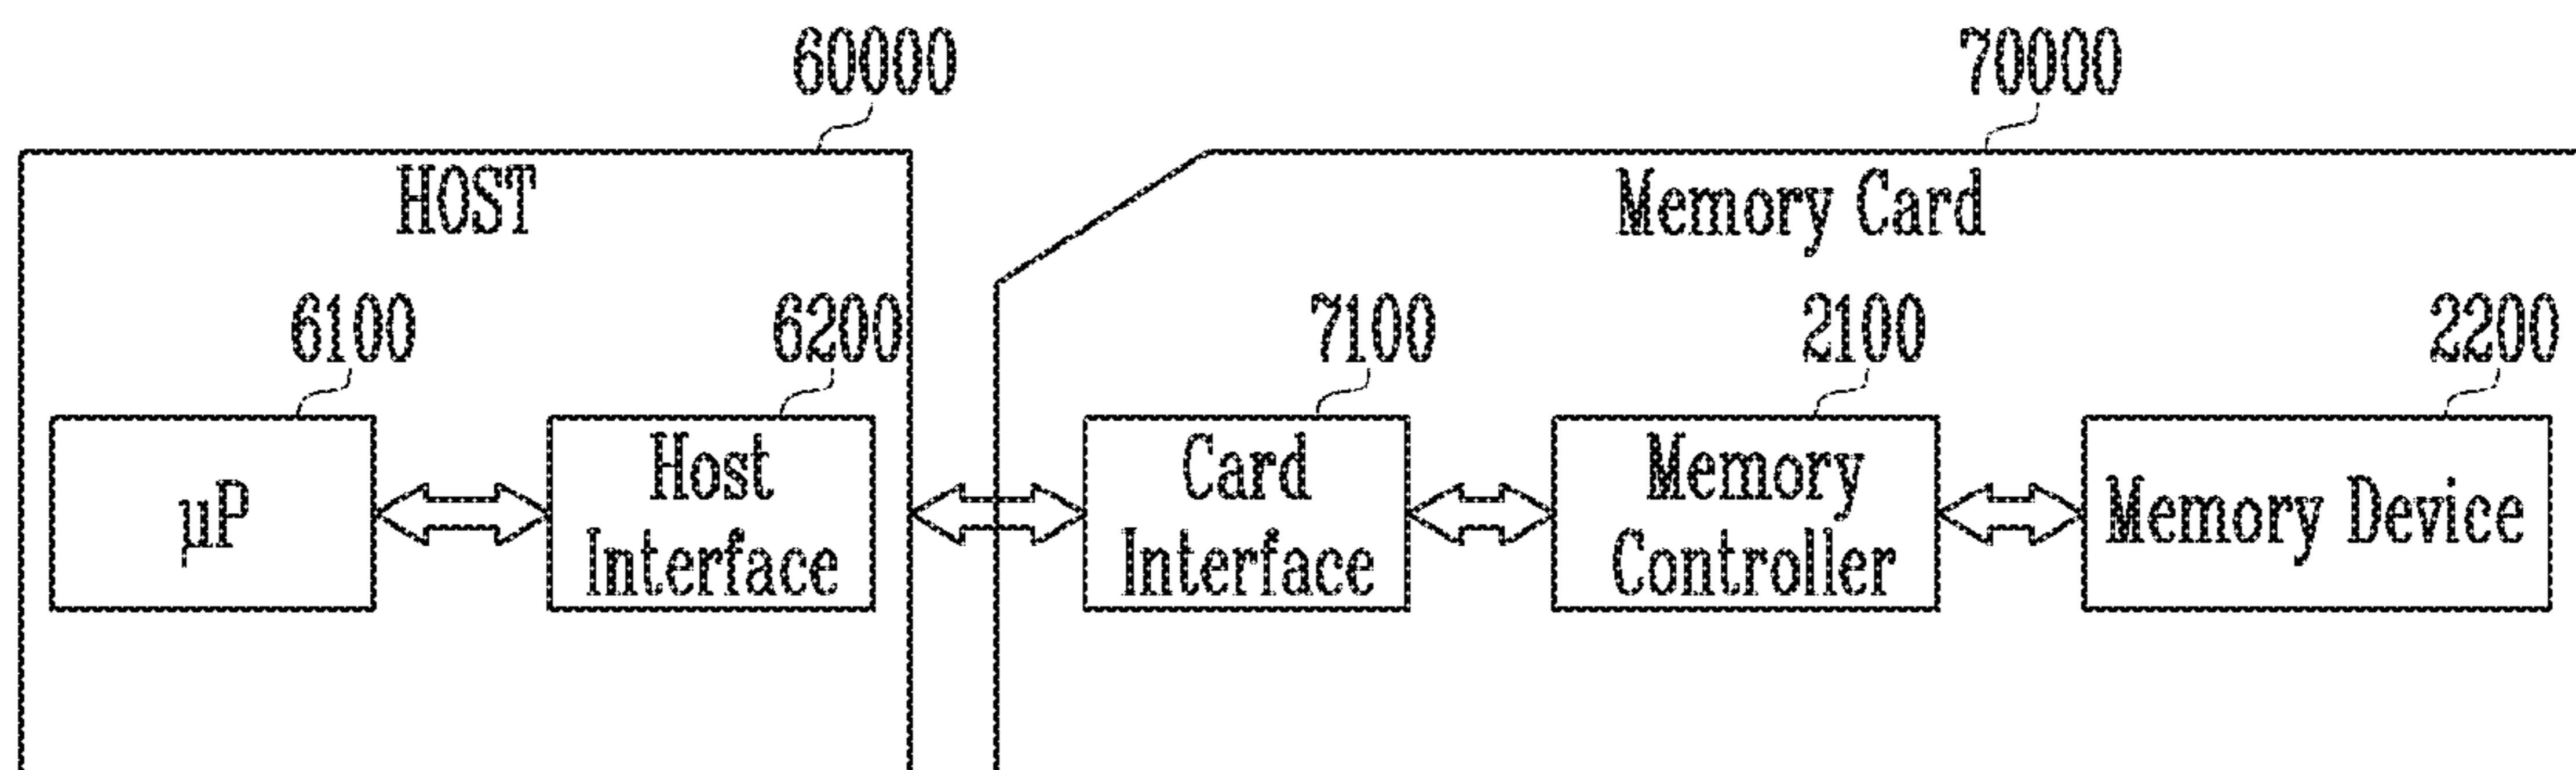 60000
70000
HOST
Memory Card
6100
6200
7100
2100
2200
µP
Host
Interface
Card
Interface
Memory
Controller
Memory Device